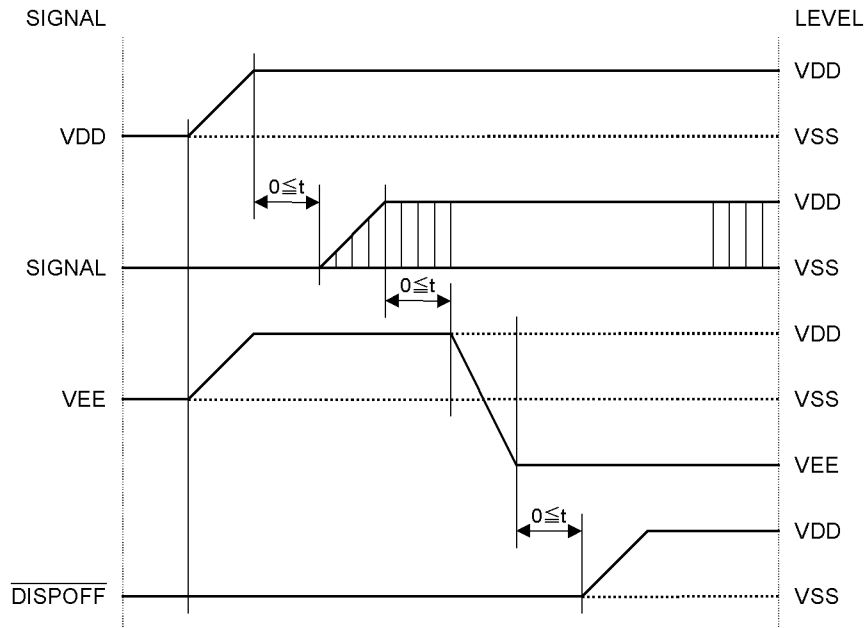 SIGNAL LEVEL
VDD
VDD VSS
0≦t
VDD
SIGNAL VSS
0≦t
VDD
VEE VSS
VEE
0≦t
VDD
DISPOFF VSS